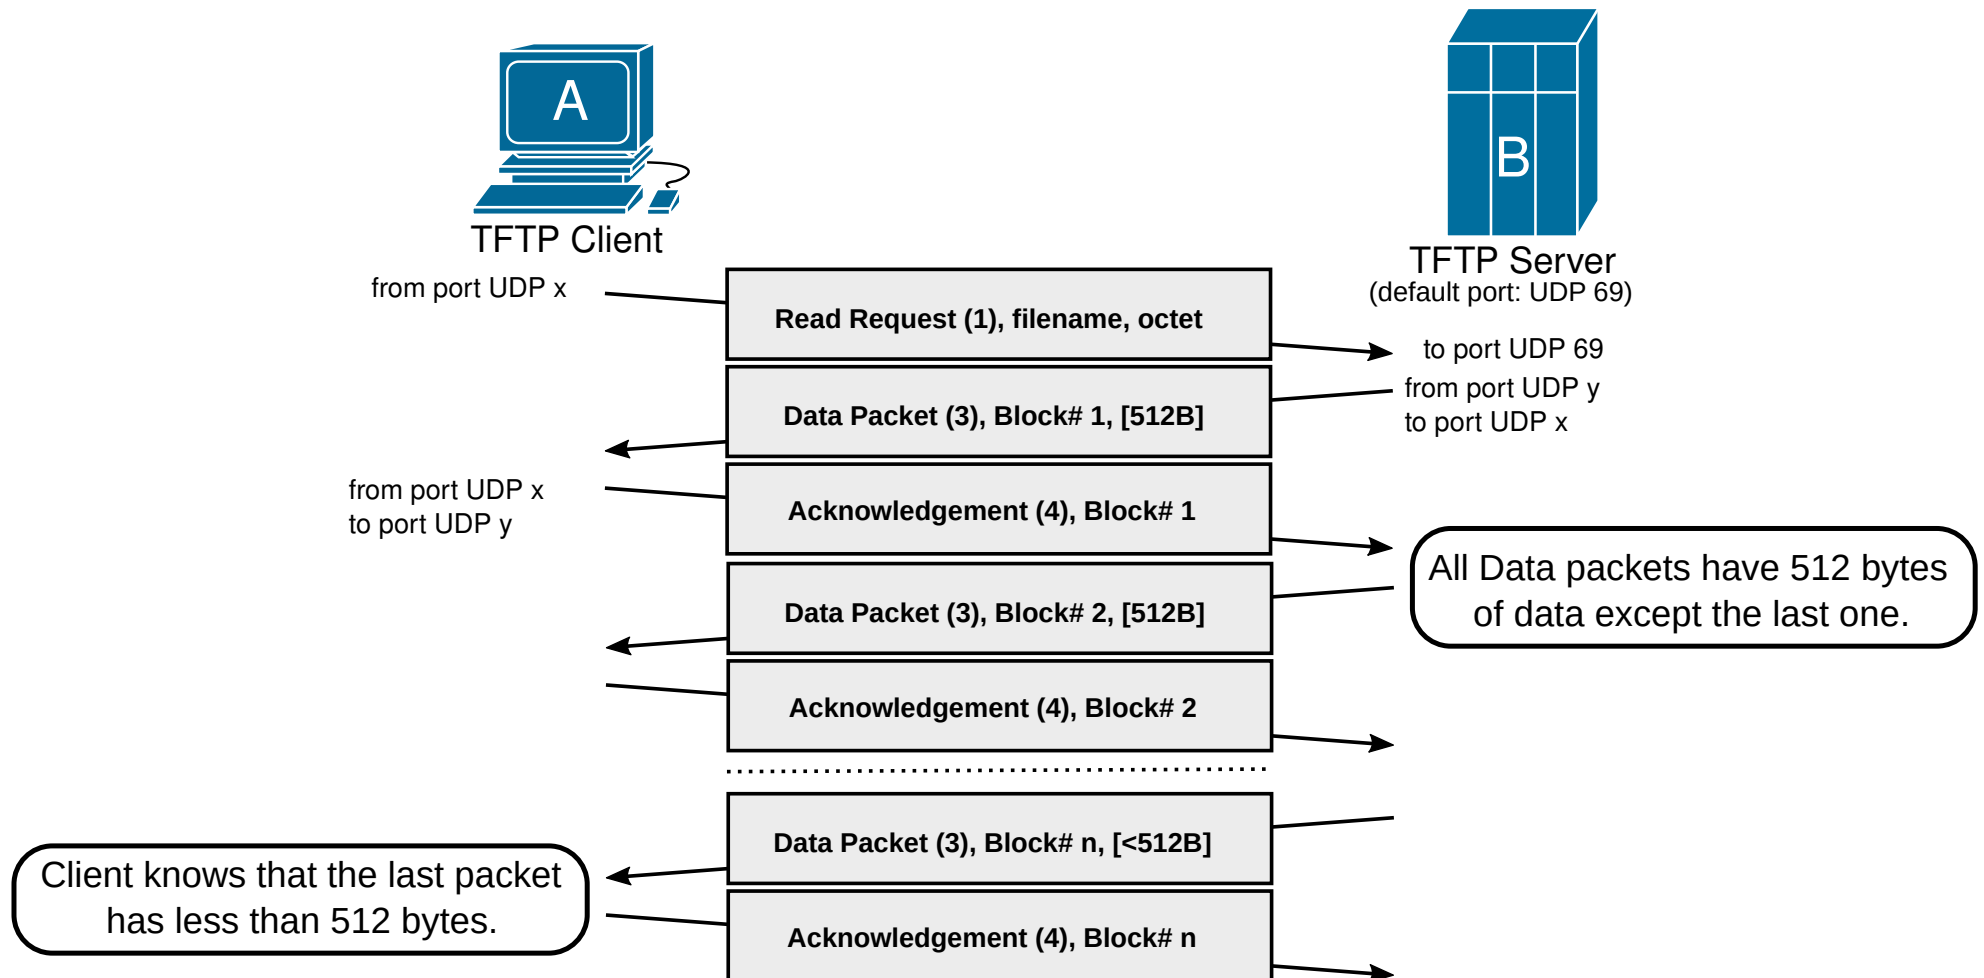 A
B
TFTP Client
TFTP Server
(default port: UDP 69)
from port UDP x
Read Request (1), filename, octet
to port UDP 69
from port UDP y
to port UDP x
Data Packet (3), Block# 1, [512B]
from port UDP x
to port UDP y
Acknowledgement (4), Block# 1
All Data packets have 512 bytes
of data except the last one.
Data Packet (3), Block# 2, [512B]
Acknowledgement (4), Block# 2
Data Packet (3), Block# n, [<512B]
Client knows that the last packet
has less than 512 bytes.
Acknowledgement (4), Block# n